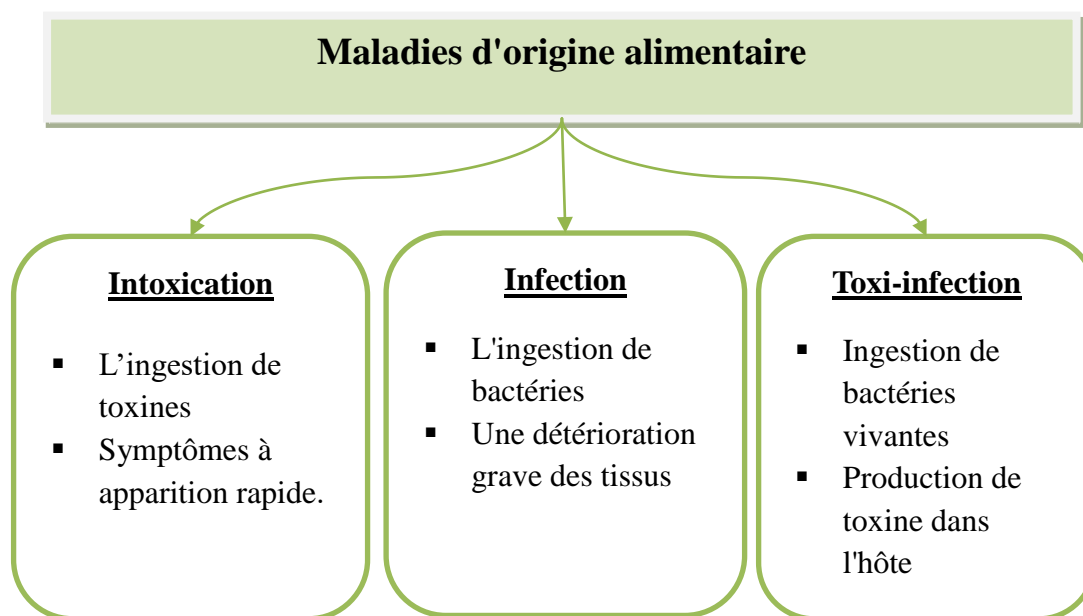 Maladies d'origine alimentaire
Intoxication
▪ L’ingestion de
toxines
▪ Symptômes à
apparition rapide.
Infection
▪ L'ingestion de
bactéries
▪ Une détérioration
grave des tissus
Toxi-infection
▪ Ingestion de
bactéries
vivantes
▪ Production de
toxine dans
l'hôte